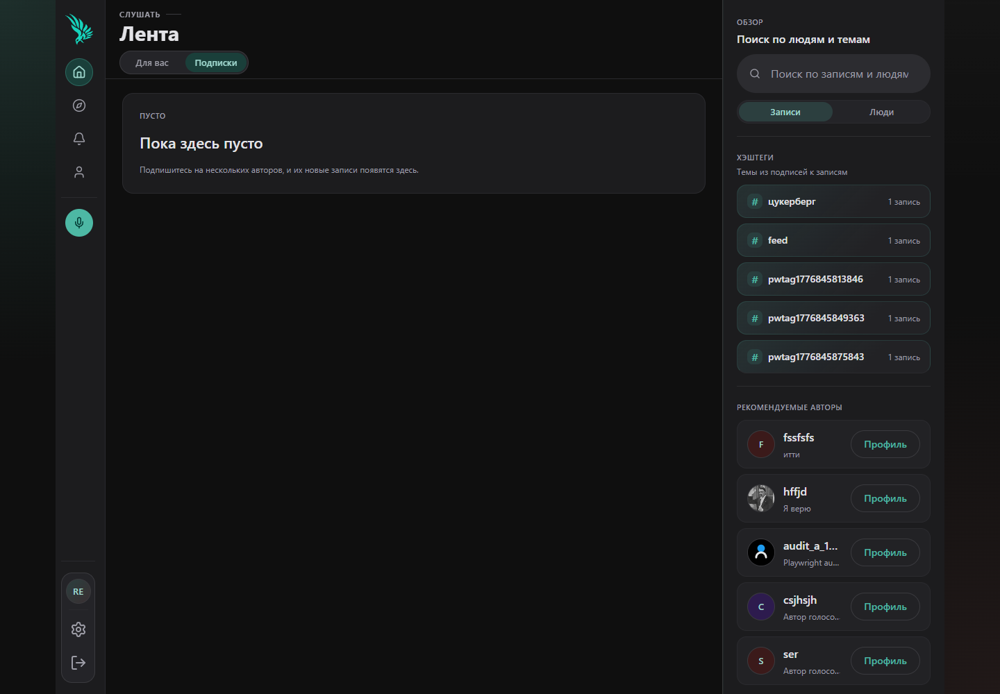 СЛУШАТЬ
Лента
Для вас
Подписки
ПУСТО
Пока здесь пусто
Подпишитесь на нескольких авторов, и их новые записи появятся здесь.
RE
ОБЗОР
Поиск по людям и темам
Поиск по записям и людям
Записи
Люди
ХЭШТЕГИ
Темы из подписей к записям
# цукерберг 1 запись
# feed 1 запись
# pwtag1776845813846 1 запись
# pwtag1776845849363 1 запись
# pwtag1776845875843 1 запись
РЕКОМЕНДУЕМЫЕ АВТОРЫ
F
fssfsfs
итти
Профиль
hffjd
Я верю
Профиль
audit_a_1...
Playwright au...
Профиль
C
csjhsjh
Автор голосо...
Профиль
S
ser
Автор голосо...
Профиль